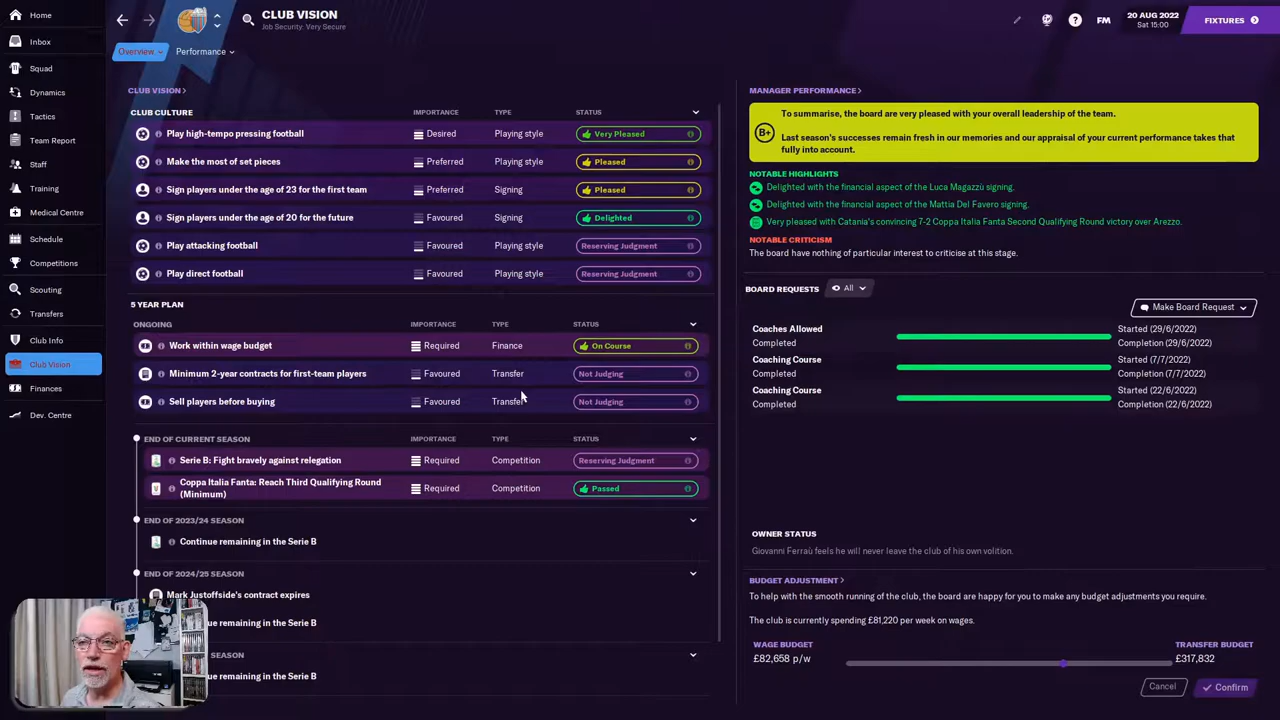 Home
Inbox
Squad
Dynamics
Tactics
Team Report
Staff
Training
Medical Centre
Schedule
Competitions
Scouting
Transfers
Club Info
Club Vision
Finances
Dev. Centre
CLUB VISION
Job Security: Very Secure
FM
20 AUG 2022
Sat 15:00
FIXTURES
Overview
Performance
CLUB VISION
CLUB CULTURE IMPORTANCE TYPE STATUS
Play high-tempo pressing football Desired Playing style Very Pleased
Make the most of set pieces Preferred Playing style Pleased
Sign players under the age of 23 for the first team Preferred Signing Pleased
Sign players under the age of 20 for the future Favoured Signing Delighted
Play attacking football Favoured Playing style Reserving Judgment
Play direct football Favoured Playing style Reserving Judgment
5 YEAR PLAN
ONGOING IMPORTANCE TYPE STATUS
Work within wage budget Required Finance On Course
Minimum 2-year contracts for first-team players Favoured Transfer Not Judging
Sell players before buying Favoured Transfer Not Judging
END OF CURRENT SEASON IMPORTANCE TYPE STATUS
Serie B: Fight bravely against relegation Required Competition Reserving Judgment
Coppa Italia Fanta: Reach Third Qualifying Round
(Minimum) Required Competition Passed
END OF 2023/24 SEASON
Continue remaining in the Serie B
END OF 2024/25 SEASON
Mark Justoffside's contract expires
nue remaining in the Serie B
SEASON
nue remaining in the Serie B
MANAGER PERFORMANCE
B+
To summarise, the board are very pleased with your overall leadership of the team.
Last season's successes remain fresh in our memories and our appraisal of your current performance takes that
fully into account.
NOTABLE HIGHLIGHTS
Delighted with the financial aspect of the Luca Magazzù signing.
Delighted with the financial aspect of the Mattia Del Favero signing.
Very pleased with Catania's convincing 7-2 Coppa Italia Fanta Second Qualifying Round victory over Arezzo.
NOTABLE CRITICISM
The board have nothing of particular interest to criticise at this stage.
BOARD REQUESTS All
Make Board Request
Coaches Allowed Started (29/6/2022)
Completed Completion (29/6/2022)
Coaching Course Started (7/7/2022)
Completed Completion (7/7/2022)
Coaching Course Started (22/6/2022)
Completed Completion (22/6/2022)
OWNER STATUS
Giovanni Ferraù feels he will never leave the club of his own volition.
BUDGET ADJUSTMENT
To help with the smooth running of the club, the board are happy for you to make any budget adjustments you require.
The club is currently spending £81,220 per week on wages.
WAGE BUDGET TRANSFER BUDGET
£82,658 p/w £317,832
Cancel Confirm